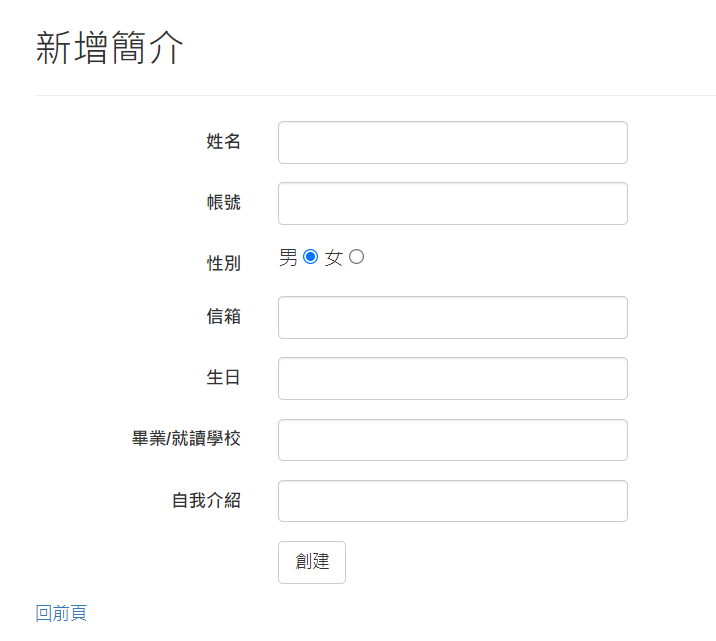 新增簡介
姓名
帳號
性別 男 女
信箱
生日
畢業/就讀學校
自我介紹
創建
回前頁